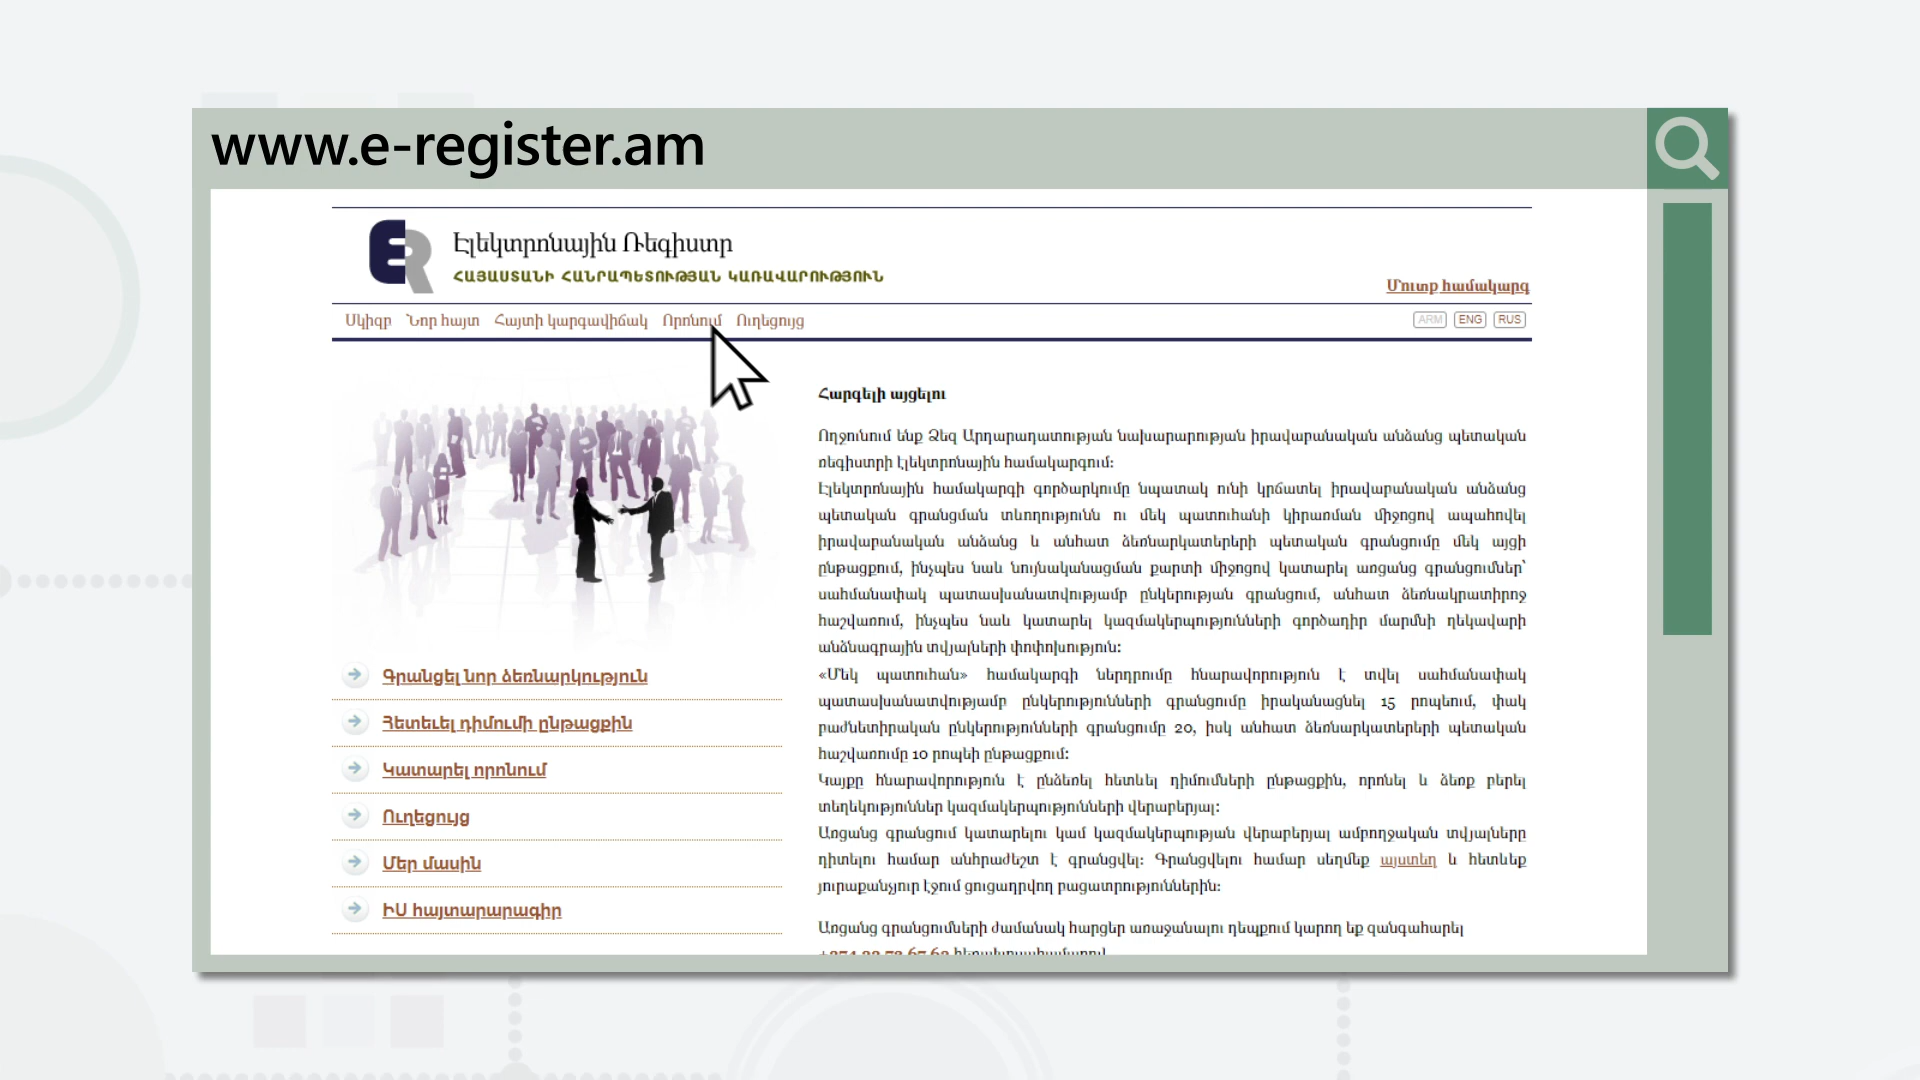 www.e-register.am
ER
Էլեկտրոնային Ռեգիստր
ՀԱՅԱՍՏԱՆԻ ՀԱՆՐԱՊԵՏՈՒԹՅԱՆ ԿԱՌԱՎԱՐՈՒԹՅՈՒՆ
Մուտք համակարգ
Սկիզբ Նոր հայտ Հայտի կարգավիճակ Որոնում Ուղեցույց
ARM ENG RUS
Գրանցել նոր ձեռնարկություն
Հետեւել դիմումի ընթացքին
Կատարել որոնում
Ուղեցույց
Մեր մասին
ԻՍ հայտարարագիր
Հարգելի այցելու
Ողջունում ենք Ձեզ Արդարադատության նախարարության իրավաբանական անձանց պետական
ռեգիստրի էլեկտրոնային համակարգում:
Էլեկտրոնային համակարգի գործարկումը նպատակ ունի կրճատել իրավաբանական անձանց
պետական գրանցման տևողությունն ու մեկ պատուհանի կիրառման միջոցով ապահովել
իրավաբանական անձանց և անհատ ձեռնարկատերերի պետական գրանցումը մեկ այցի
ընթացքում, ինչպես նաև նույնականացման քարտի միջոցով կատարել առցանց գրանցումներ՝
սահմանափակ պատասխանատվությամբ ընկերության գրանցում, անհատ ձեռնակրատիրոջ
հաշվառում, ինչպես նաև կատարել կազմակերպությունների գործադիր մարմնի ղեկավարի
անձնագրային տվյալների փոփոխություն:
«Մեկ պատուհան» համակարգի ներդրումը հնարավորություն է տվել սահմանափակ
պատասխանատվությամբ ընկերությունների գրանցումը իրականացնել 15 րոպեում, փակ
բաժնետիրական ընկերությունների գրանցումը 20, իսկ անհատ ձեռնարկատերերի պետական
հաշվառումը 10 րոպեի ընթացքում:
Կայքը հնարավորություն է ընձեռել հետևել դիմումների ընթացքին, որոնել և ձեռք բերել
տեղեկություններ կազմակերպությունների վերաբերյալ:
Առցանց գրանցում կատարելու կամ կազմակերպության վերաբերյալ ամբողջական տվյալները
դիտելու համար անհրաժեշտ է գրանցվել: Գրանցվելու համար սեղմեք այստեղ և հետևեք
յուրաքանչյուր էջում ցուցադրվող բացատրություններին:
Առցանց գրանցումների ժամանակ հարցեր առաջանալու դեպքում կարող եք զանգահարել